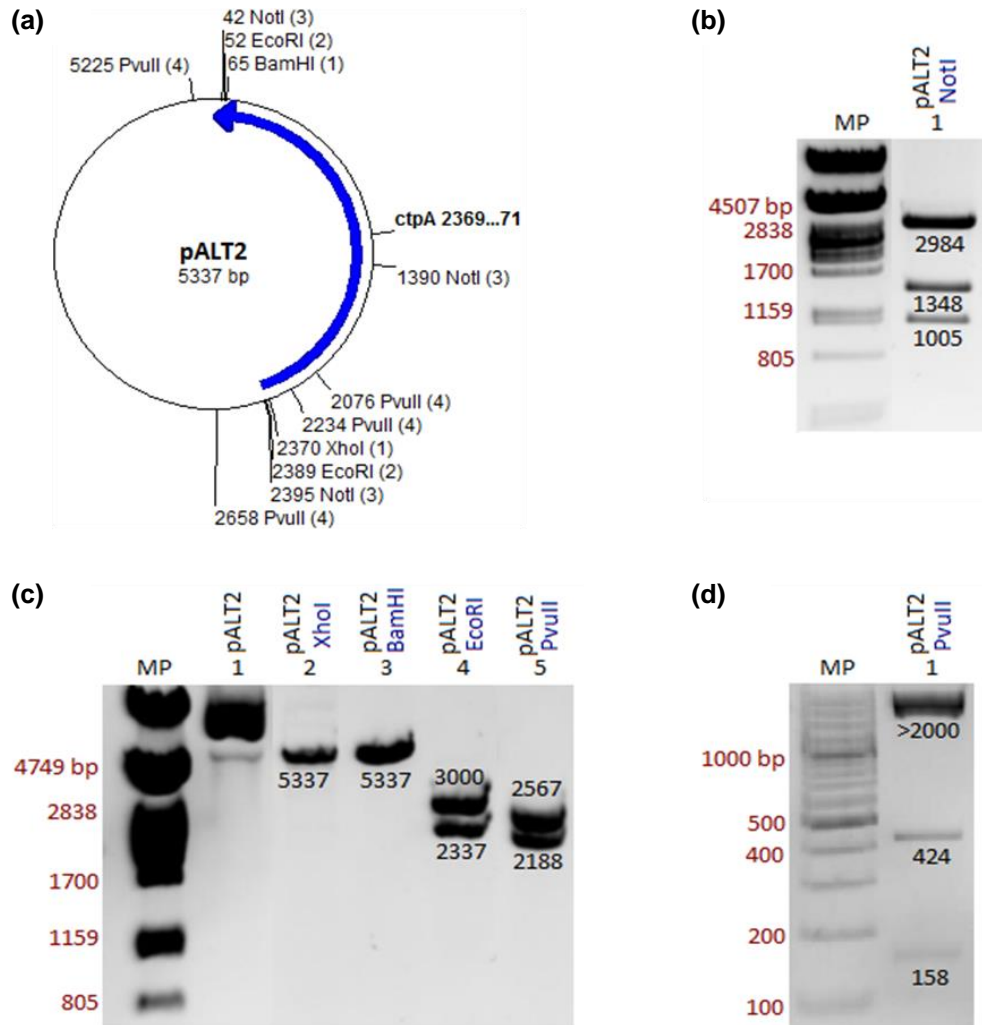 (a)
42 NotI (3)
52 EcoRI (2)
65 BamHI (1)
5225 PvuII (4)
ctpA 2369...71
pALT2
5337 bp
1390 NotI (3)
2076 PvuII (4)
2234 PvuII (4)
2370 XhoI (1)
2389 EcoRI (2)
2395 NotI (3)
2658 PvuII (4)
(b)
pALT2
NotI
MP 1
4507 bp
2838
1700
1159
805
2984
1348
1005
(c)
pALT2
pALT2 XhoI
pALT2 BamHI
pALT2 EcoRI
pALT2 PvuII
MP 1 2 3 4 5
4749 bp
2838
1700
1159
805
5337
5337
3000
2337
2567
2188
(d)
pALT2
PvuII
MP 1
1000 bp
500
400
200
100
>2000
424
158